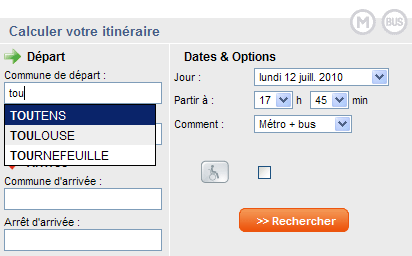 M BUS
Calculer votre itinéraire
Départ
Commune de départ :
tou
TOUTENS
TOULOUSE
TOURNEFEUILLE
Commune d'arrivée :
Arrêt d'arrivée :
Dates & Options
Jour : lundi 12 juill. 2010
Partir à : 17 h 45 min
Comment : Métro + bus
>> Rechercher